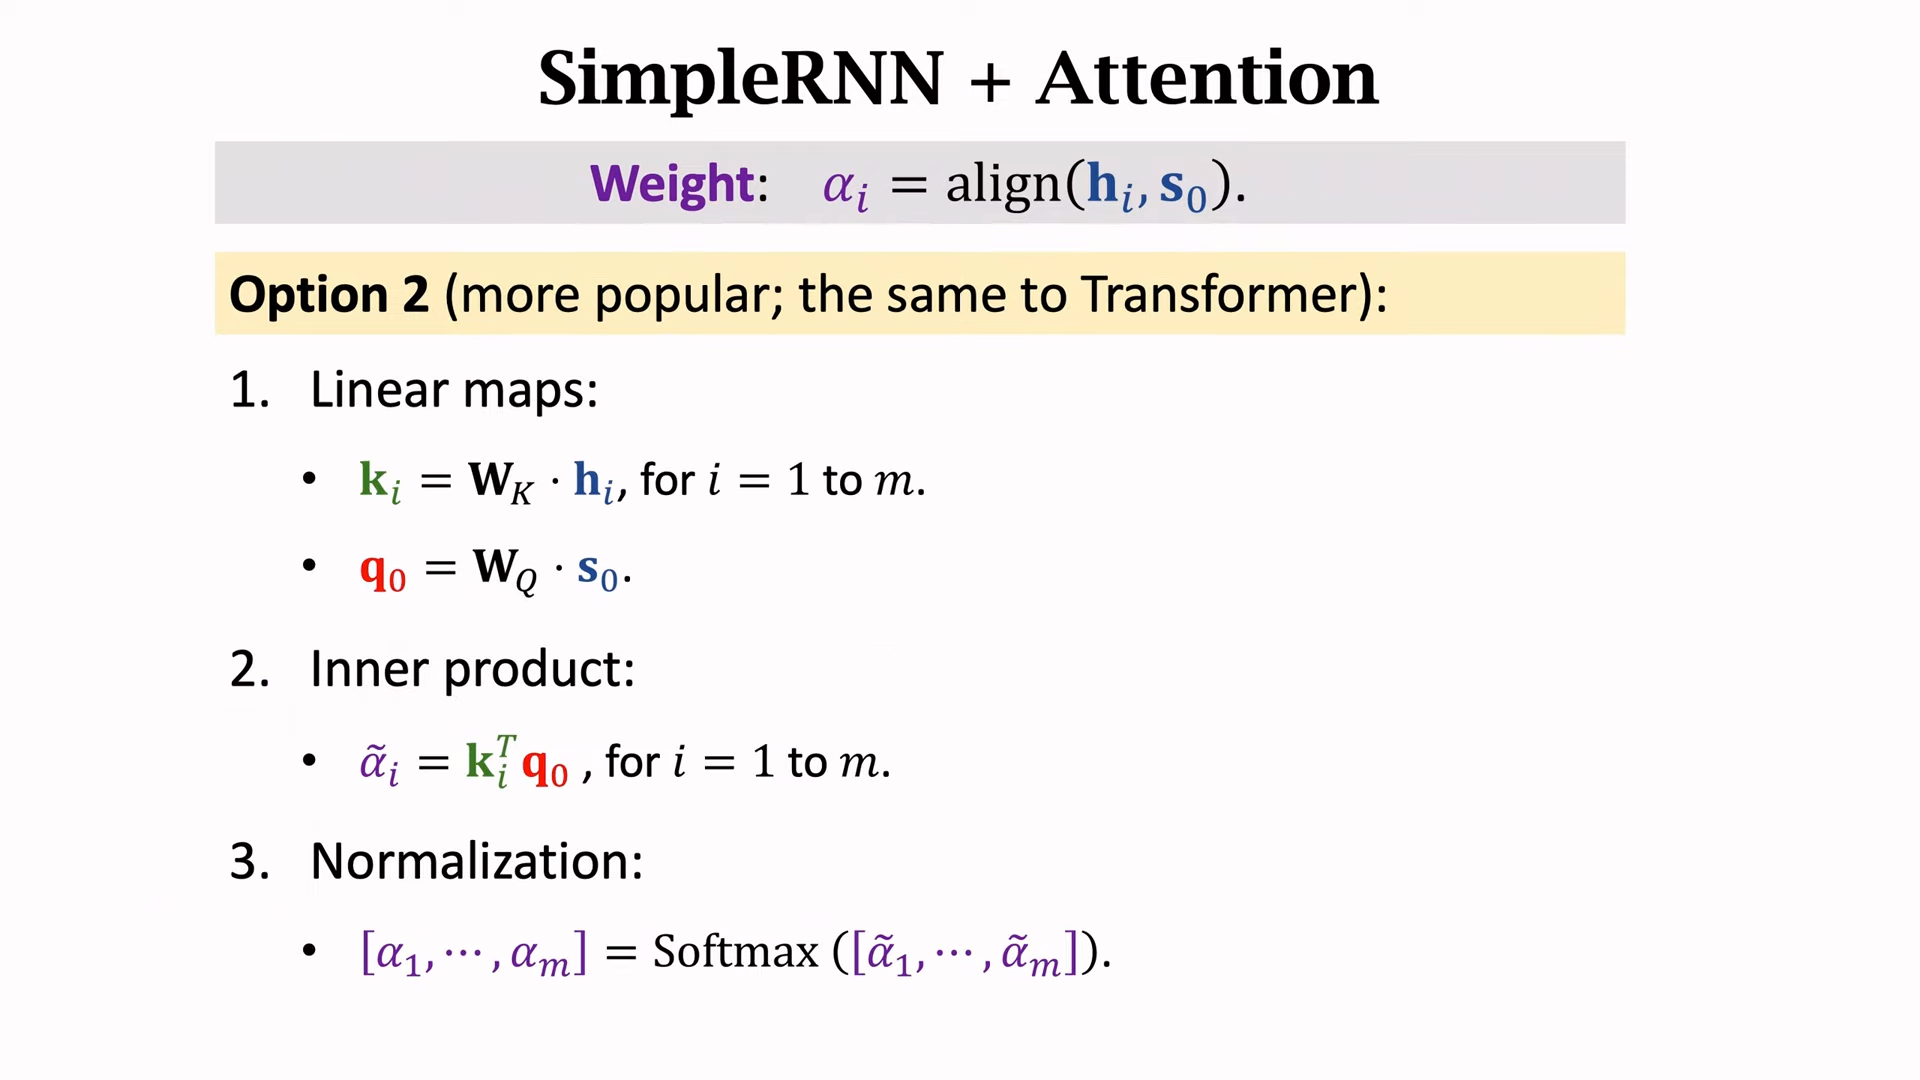 SimpleRNN + Attention
Weight: αᵢ = align(𝐡ᵢ, 𝐬₀).
Option 2 (more popular; the same to Transformer):
1. Linear maps:
• 𝐤ᵢ = 𝐖_K · 𝐡ᵢ, for i = 1 to m.
• 𝐪₀ = 𝐖_Q · 𝐬₀.
2. Inner product:
• α̃ᵢ = 𝐤ᵢᵀ𝐪₀ , for i = 1 to m.
3. Normalization:
• [α₁, ⋯ , αₘ] = Softmax ([α̃₁, ⋯ , α̃ₘ]).